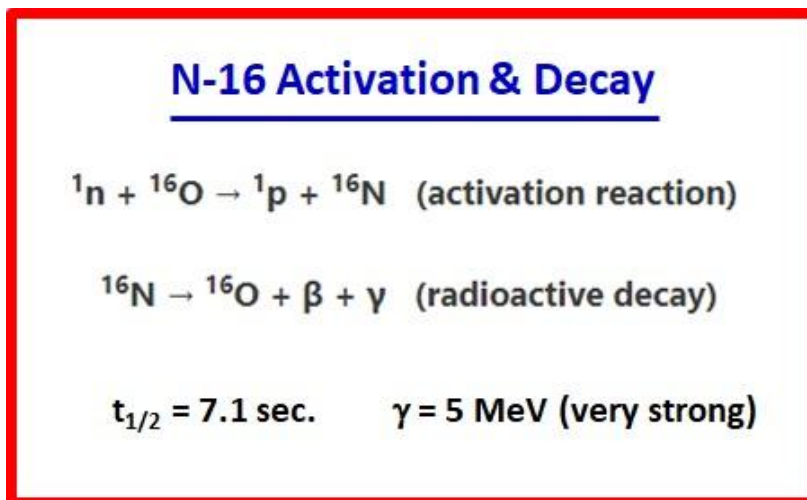 N-16 Activation & Decay
¹n + ¹⁶O → ¹p + ¹⁶N (activation reaction)
¹⁶N → ¹⁶O + β + γ (radioactive decay)
t₁/₂ = 7.1 sec. γ = 5 MeV (very strong)